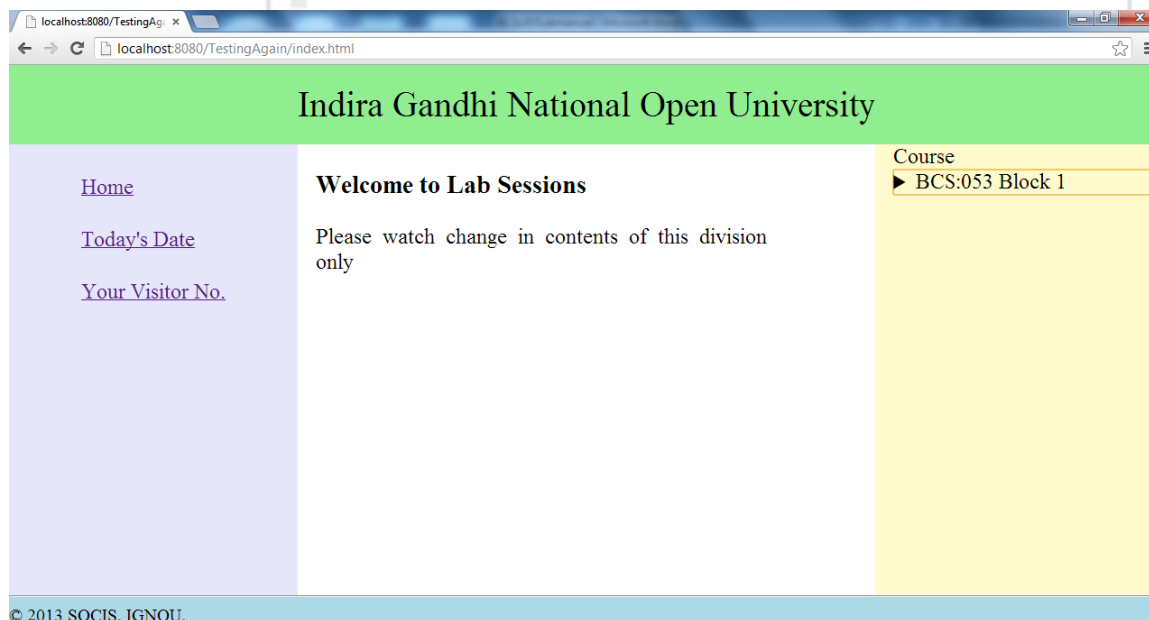 localhost:8080/TestingAg
localhost:8080/TestingAgain/index.html
Indira Gandhi National Open University
Home
Today's Date
Your Visitor No.
Welcome to Lab Sessions
Please watch change in contents of this division
only
Course
BCS:053 Block 1
© 2013 SOCIS, IGNOU.